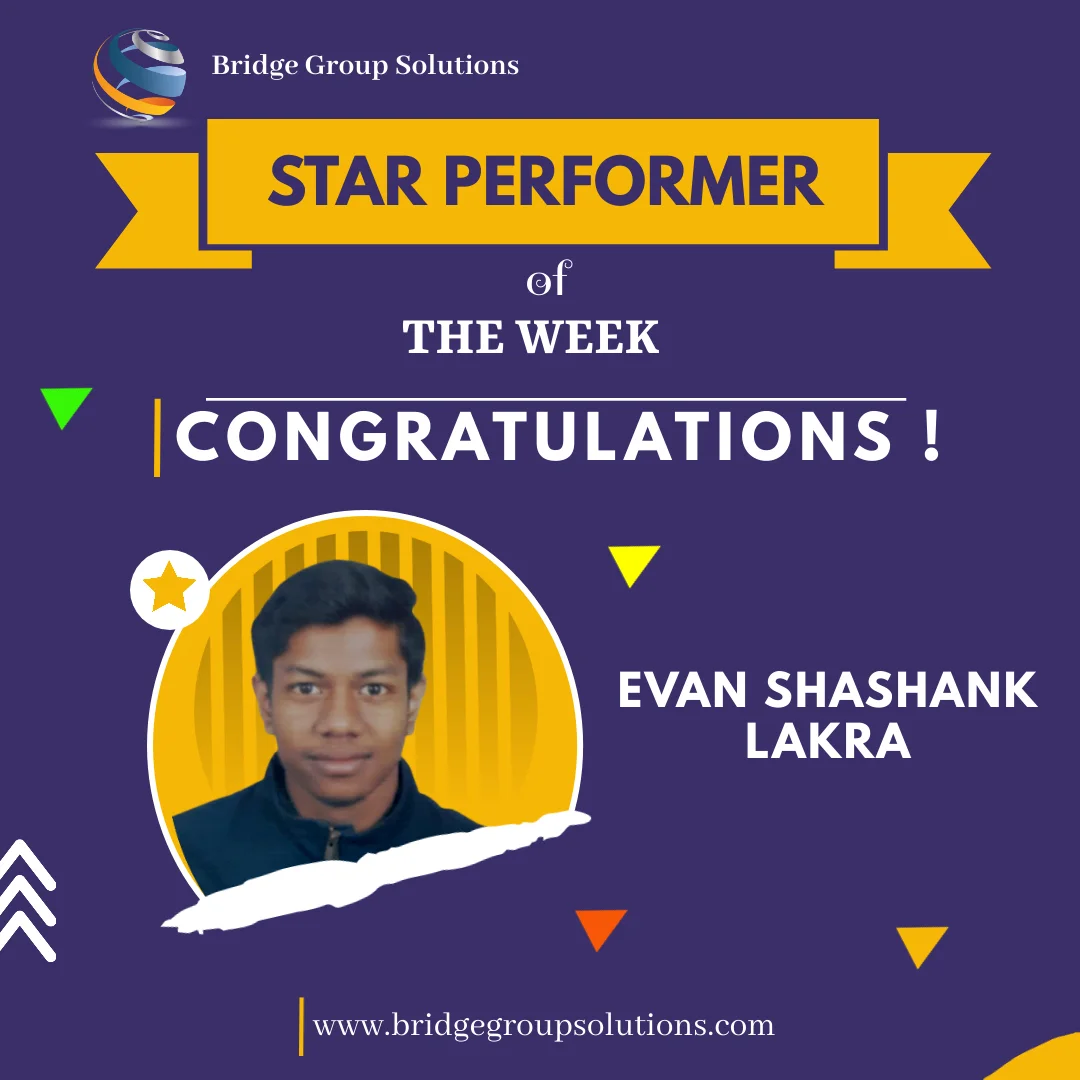 Bridge Group Solutions
STAR PERFORMER
of
THE WEEK
CONGRATULATIONS !
EVAN SHASHANK
LAKRA
www.bridgegroupsolutions.com